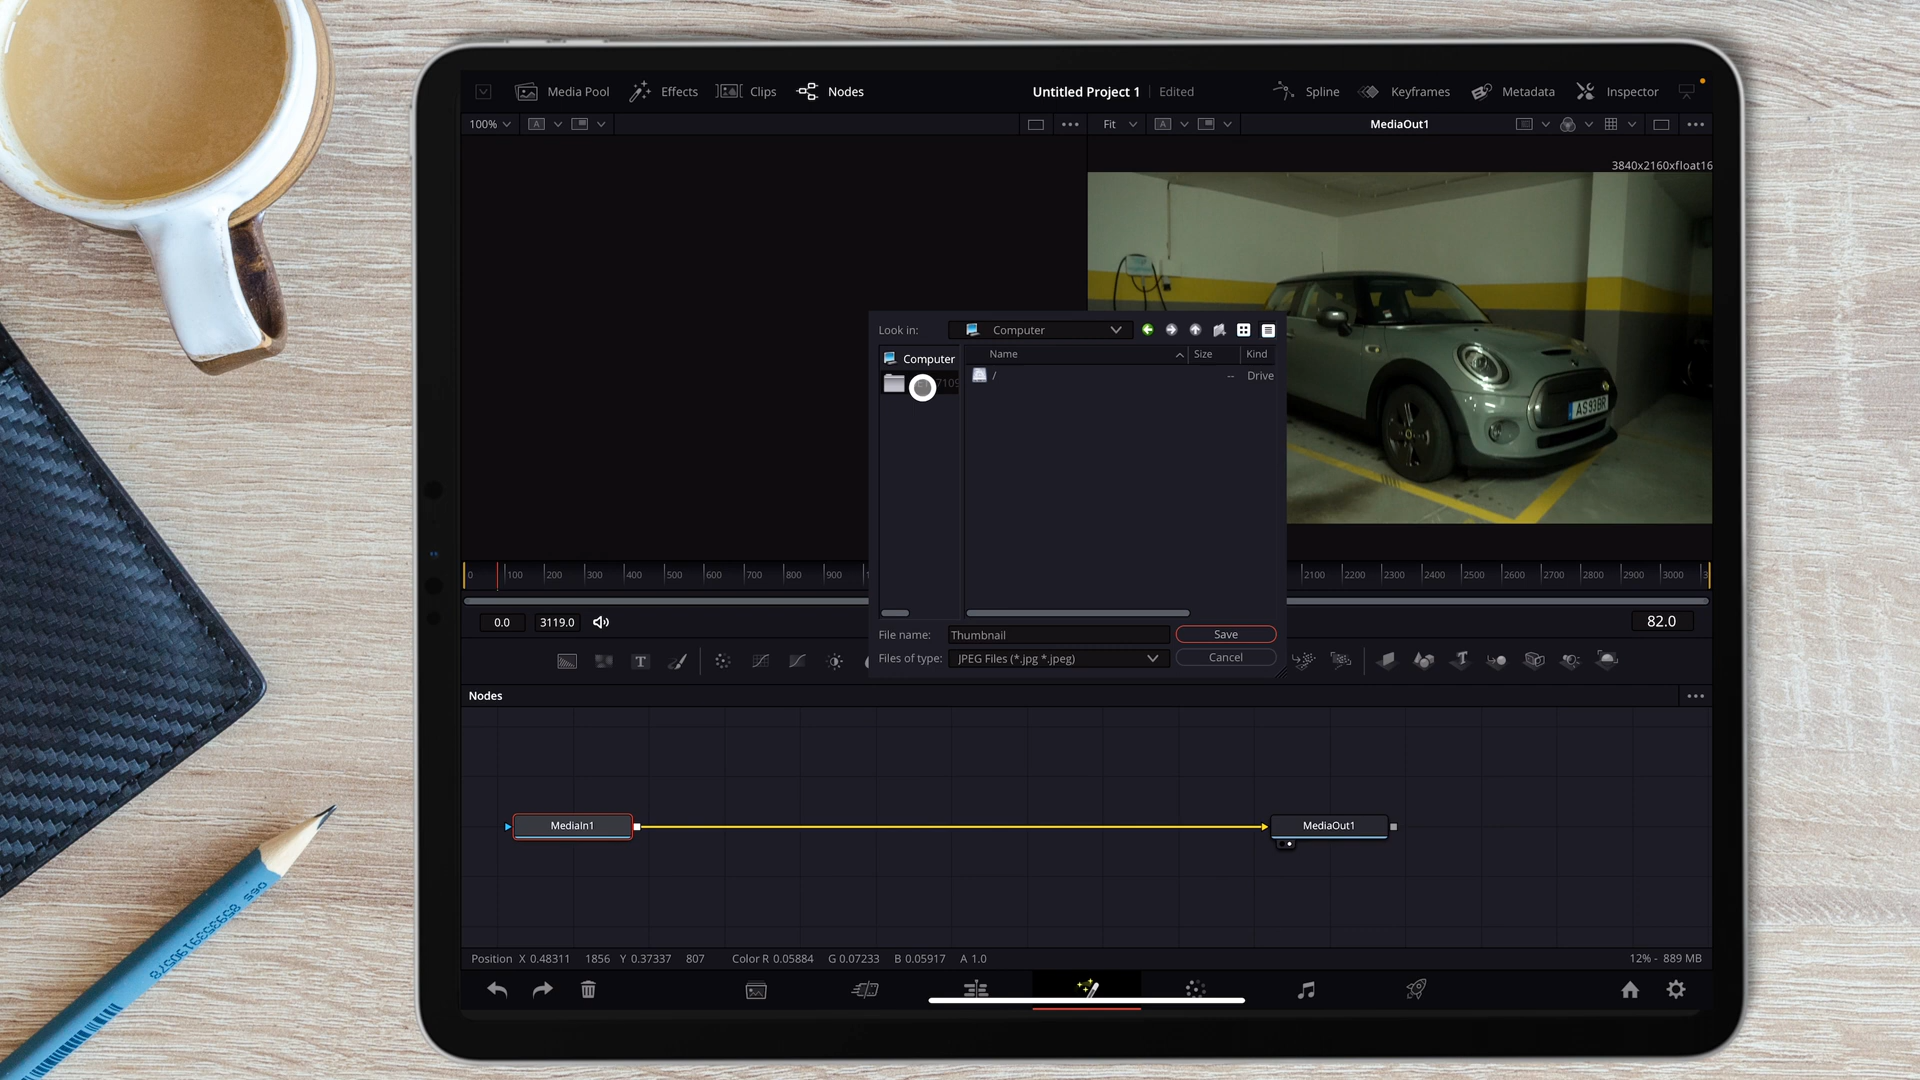 Media Pool Effects Clips Nodes Untitled Project 1 Edited Spline Keyframes Metadata Inspector
100% A Fit A MediaOut1
3840x2160xfloat16
AS93BR
Look in: Computer
Computer Name Size Kind
/ -- Drive
0 100 200 300 400 500 600 700 800 900 2100 2200 2300 2400 2500 2600 2700 2800 2900 3000
0.0 3119.0 82.0
File name: Thumbnail Save
Files of type: JPEG Files (*.jpg *.jpeg) Cancel
T T
Nodes
MediaIn1 MediaOut1
Position X 0.48311 1856 Y 0.37337 807 Color R 0.05884 G 0.07233 B 0.05917 A 1.0 12% - 889 MB